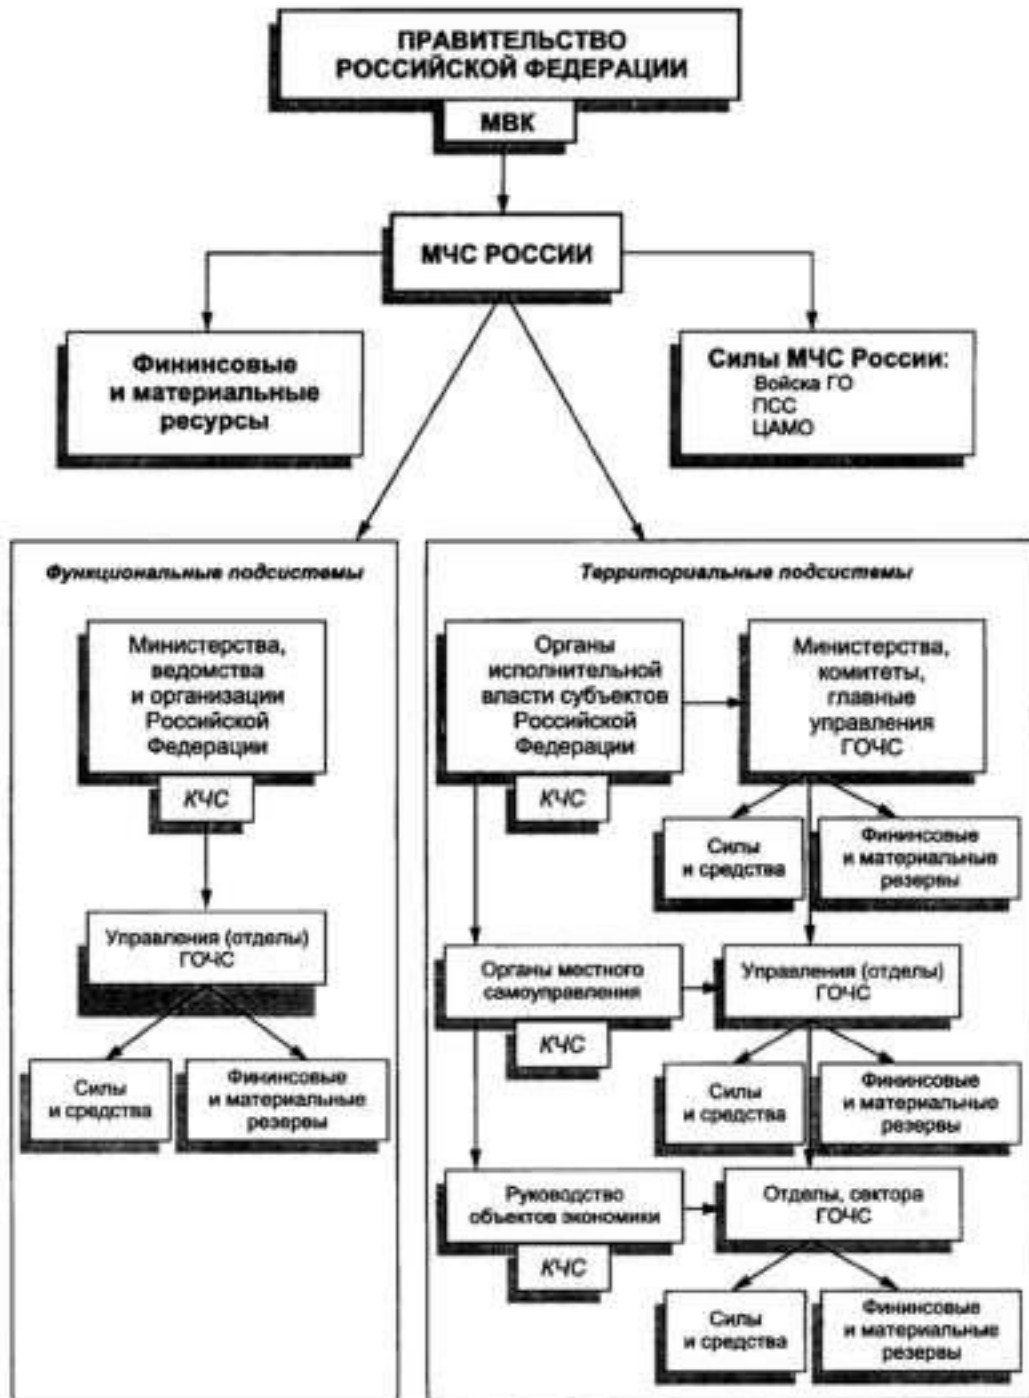 ПРАВИТЕЛЬСТВО
РОССИЙСКОЙ ФЕДЕРАЦИИ
МВК
МЧС РОССИИ
Фининсовые
и материальные
ресурсы
Силы МЧС России:
Войска ГО
ПСС
ЦАМО
Функциональные подсистемы
Министерства,
ведомства
и организации
Российской
Федерации
КЧС
Управления (отделы)
ГОЧС
Силы
и средства
Фининсовые
и материальные
резервы
Территориальные подсистемы
Органы
исполнительной
власти субъектов
Российской
Федерации
КЧС
Министерства,
комитеты,
главные
управления
ГОЧС
Силы
и средства
Фининсовые
и материальные
резервы
Органы местного
самоуправления
КЧС
Управления (отделы)
ГОЧС
Силы
и средства
Фининсовые
и материальные
резервы
Руководство
объектов экономики
КЧС
Отделы, сектора
ГОЧС
Силы
и средства
Фининсовые
и материальные
резервы